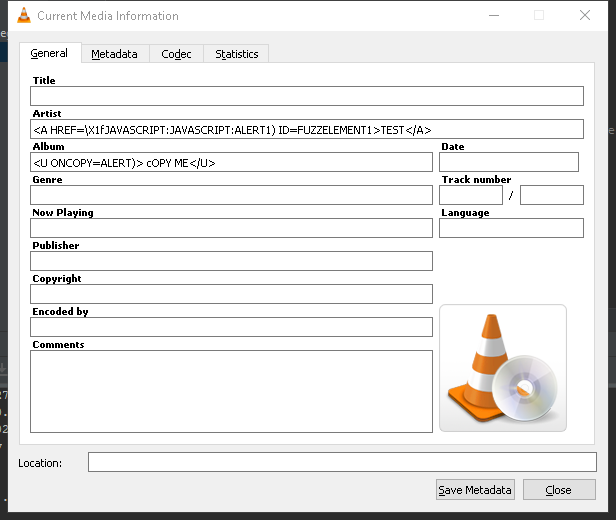 Current Media Information
General Metadata Codec Statistics
Title
Artist
<A HREF=\X1fJAVASCRIPT:JAVASCRIPT:ALERT1) ID=FUZZELEMENT1>TEST</A>
Album Date
<U ONCOPY=ALERT)> cOPY ME</U>
Genre Track number
/
Now Playing Language
Publisher
Copyright
Encoded by
Comments
Location:
Save Metadata Close